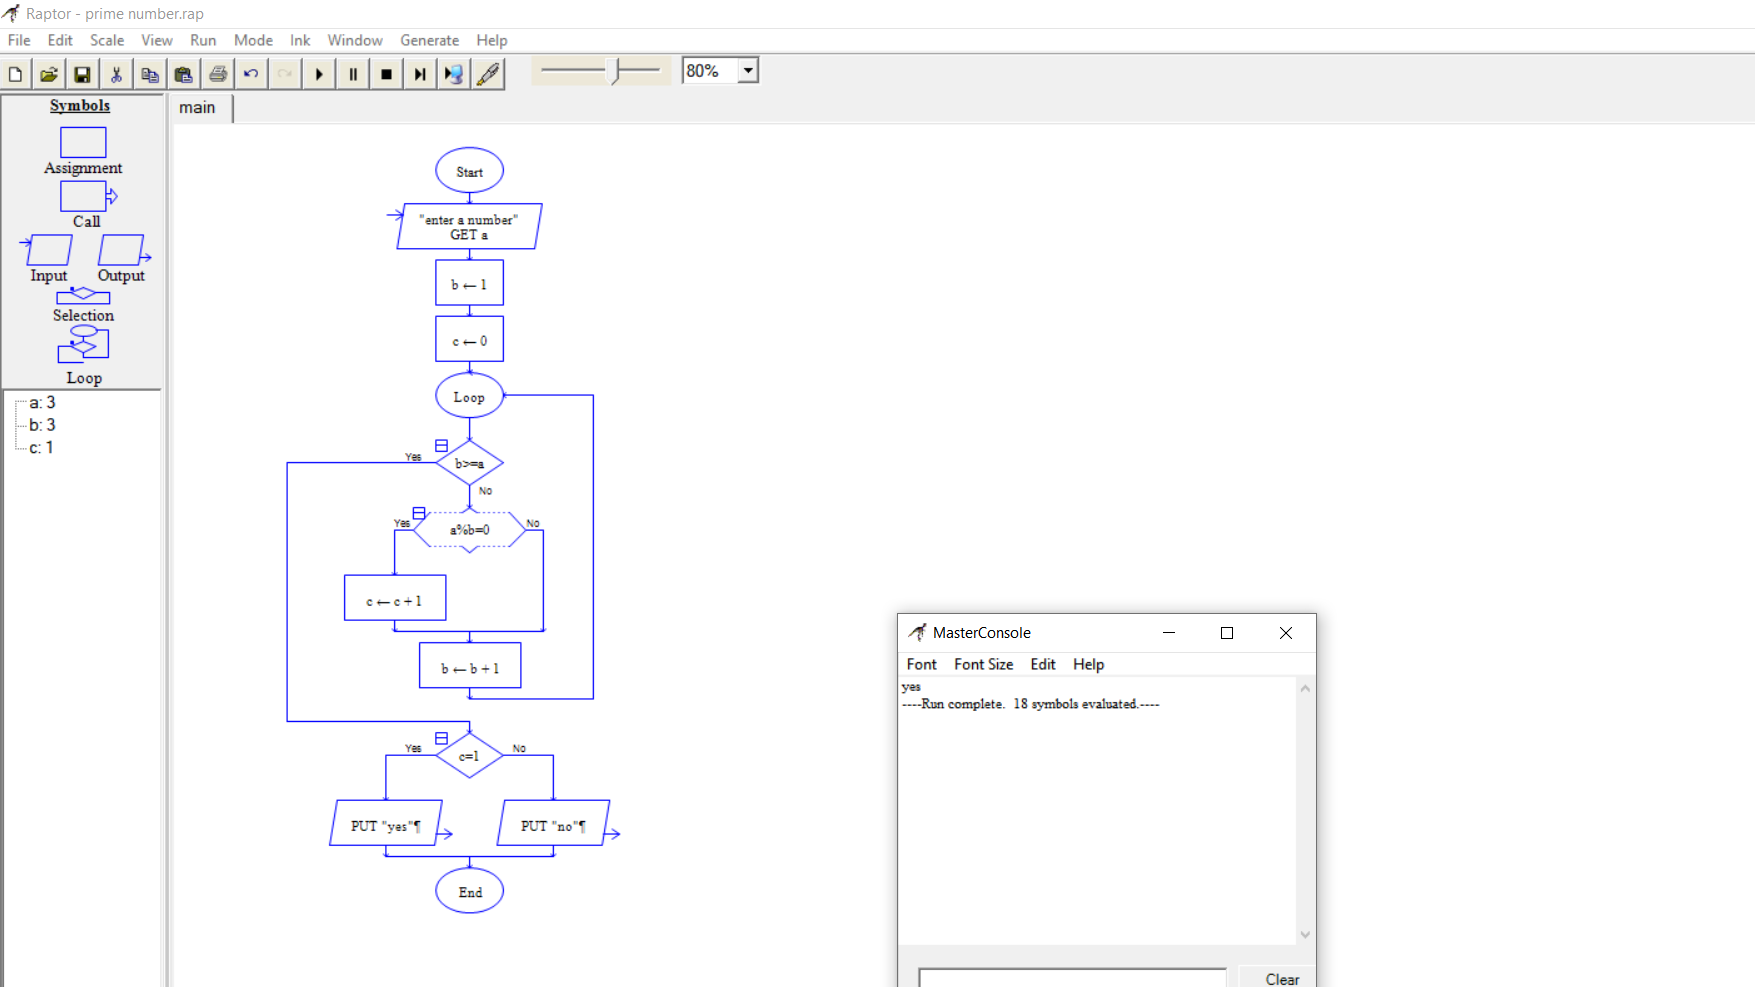 Raptor - prime number.rap
File Edit Scale View Run Mode Ink Window Generate Help
80%
Symbols
Assignment
Call
Input Output
Selection
Loop
a: 3
b: 3
c: 1
main
Start
"enter a number"
GET a
b ← 1
c ← 0
Loop
Yes
b>=a
No
Yes
a%b=0
No
c ← c + 1
b ← b + 1
Yes
c=1
No
PUT "yes"¶
PUT "no"¶
End
MasterConsole
Font Font Size Edit Help
yes
----Run complete.  18 symbols evaluated.----
Clear